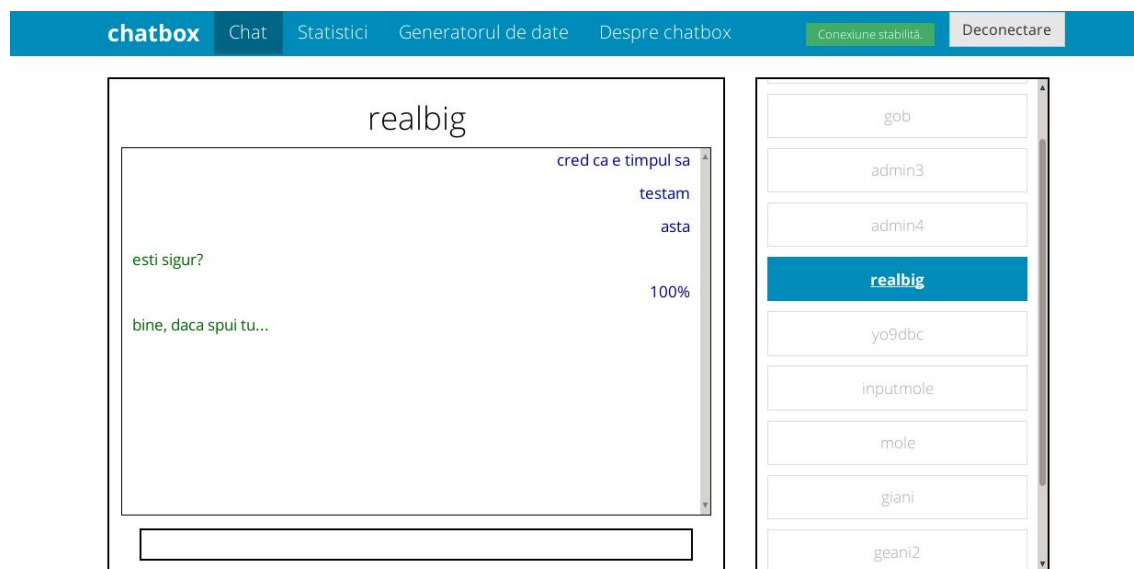 chatbox Chat Statistici Generatorul de date Despre chatbox Conexiune stabilită. Deconectare
realbig
cred ca e timpul sa
testam
asta
esti sigur?
100%
bine, daca spui tu...
gob
admin3
admin4
realbig
yo9dbc
inputmole
mole
giani
geani2